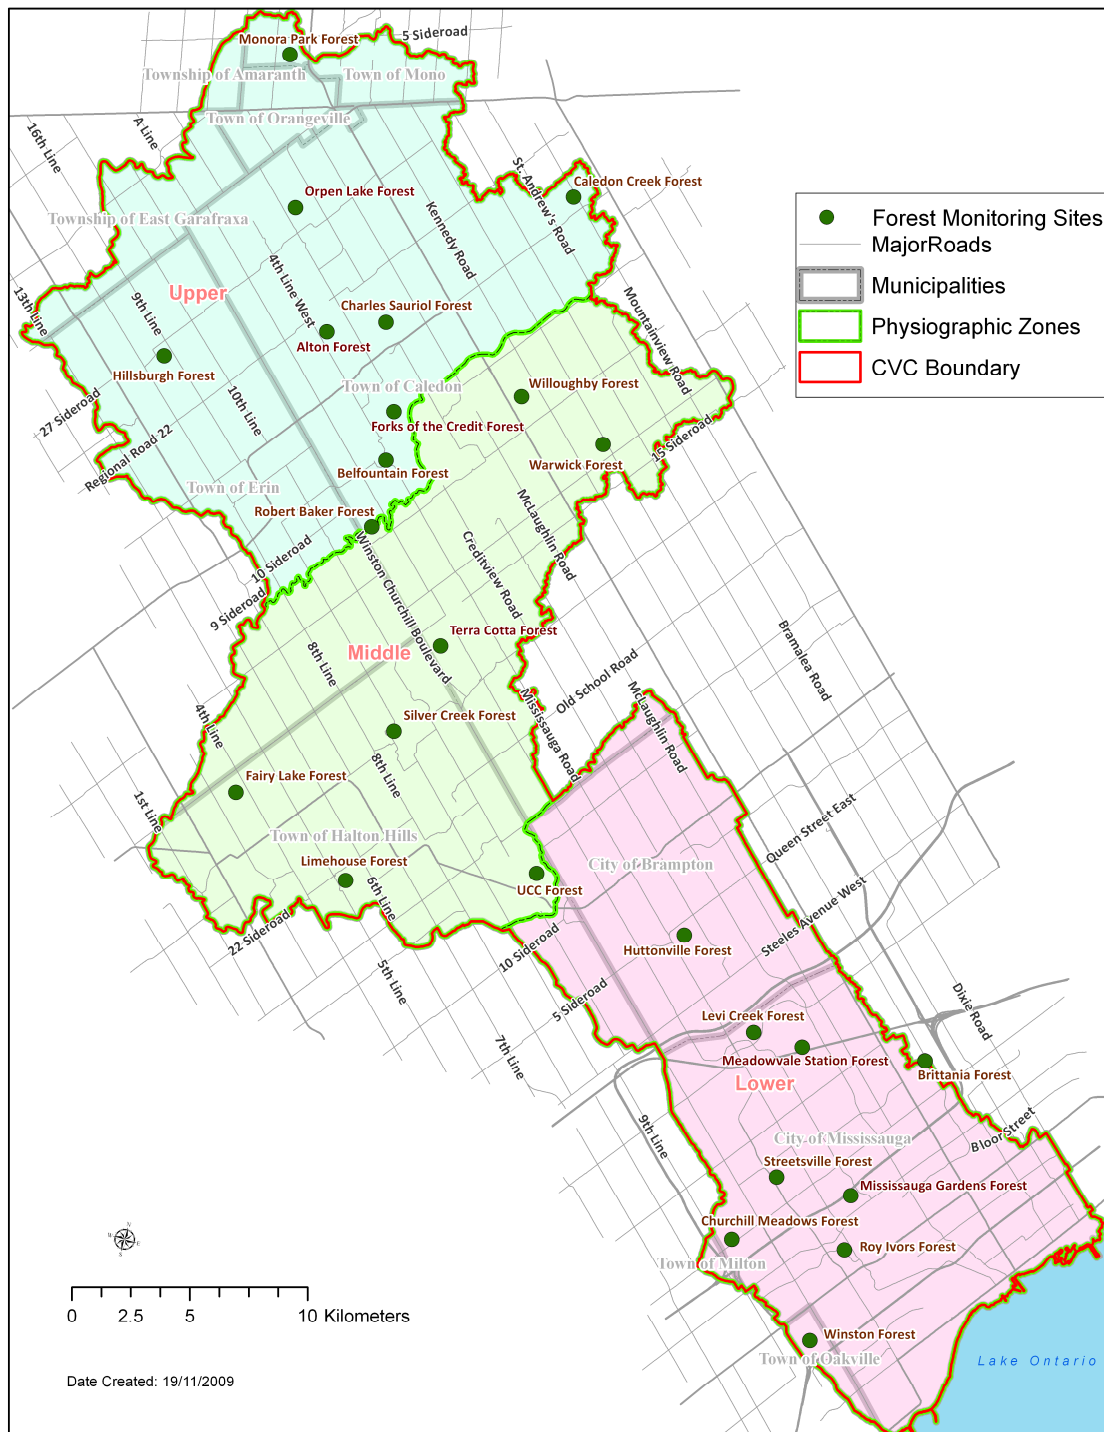 Monora Park Forest
5 Sideroad
Township of Amaranth
Town of Mono
Town of Orangeville
16th Line
A Line
St. Andrew's Road
Caledon Creek Forest
Orpen Lake Forest
Kennedy Road
Township of East Garafraxa
Forest Monitoring Sites
MajorRoads
Municipalities
Physiographic Zones
CVC Boundary
4th Line West
Upper
9th Line
13th Line
Charles Sauriol Forest
Alton Forest
Mountainview Road
Hillsburgh Forest
Town of Caledon
Willoughby Forest
27 Sideroad
10th Line
Forks of the Credit Forest
15 Sideroad
Regional Road 22
Belfountain Forest
Warwick Forest
Town of Erin
Robert Baker Forest
McLaughlin Road
10 Sideroad
Creditview Road
Winston Churchill Boulevard
9 Sideroad
Terra Cotta Forest
Middle
8th Line
Bramalea Road
Old School Road
Mississauga Road
McLaughlin Road
4th Line
Silver Creek Forest
8th Line
Fairy Lake Forest
1st Line
Queen Street East
Town of Halton Hills
Limehouse Forest
City of Brampton
UCC Forest
6th Line
Steeles Avenue West
22 Sideroad
10 Sideroad
Huttonville Forest
5th Line
5 Sideroad
Dixie Road
Levi Creek Forest
7th Line
Meadowvale Station Forest
Brittania Forest
Lower
9th Line
Bloor Street
City of Mississauga
Streetsville Forest
Mississauga Gardens Forest
Churchill Meadows Forest
Roy Ivors Forest
Town of Milton
N
W
E
S
0 2.5 5 10 Kilometers
Winston Forest
Town of Oakville
Lake Ontario
Date Created: 19/11/2009